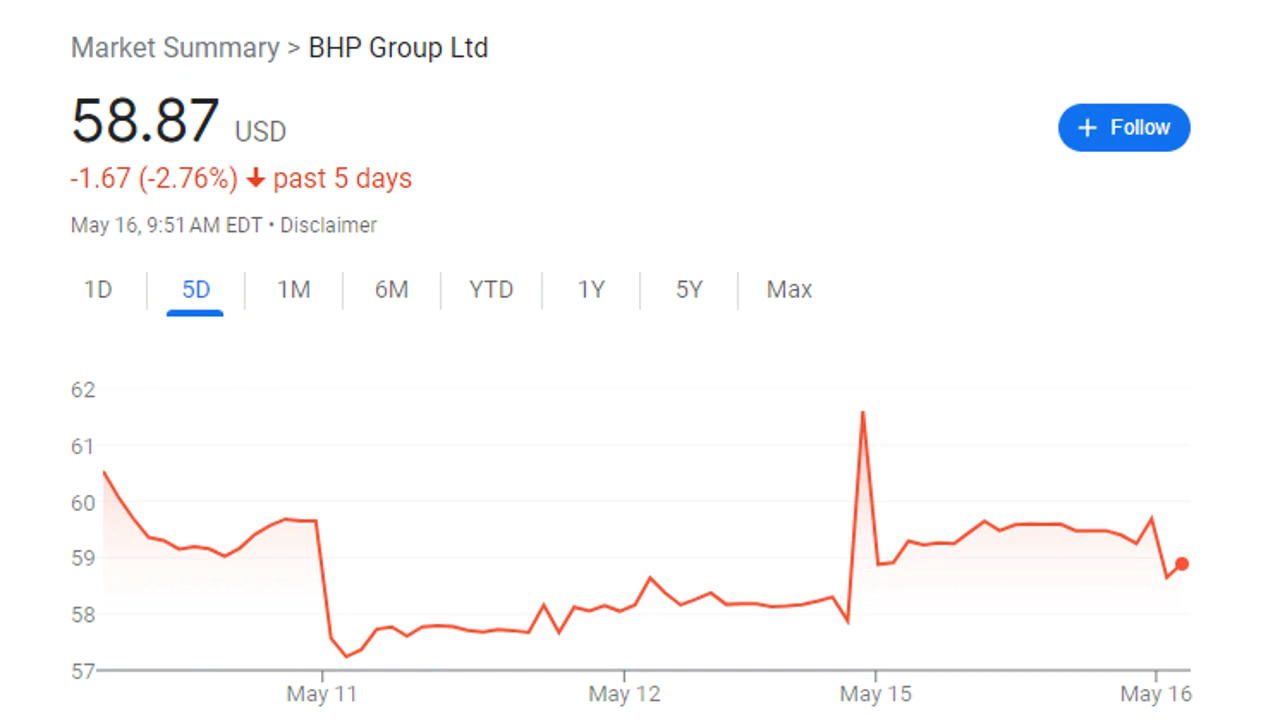 Market Summary > BHP Group Ltd
58.87 USD
+ Follow
-1.67 (-2.76%) ↓ past 5 days
May 16, 9:51 AM EDT • Disclaimer
1D 5D 1M 6M YTD 1Y 5Y Max
62
61
60
59
58
57
May 11 May 12 May 15 May 16